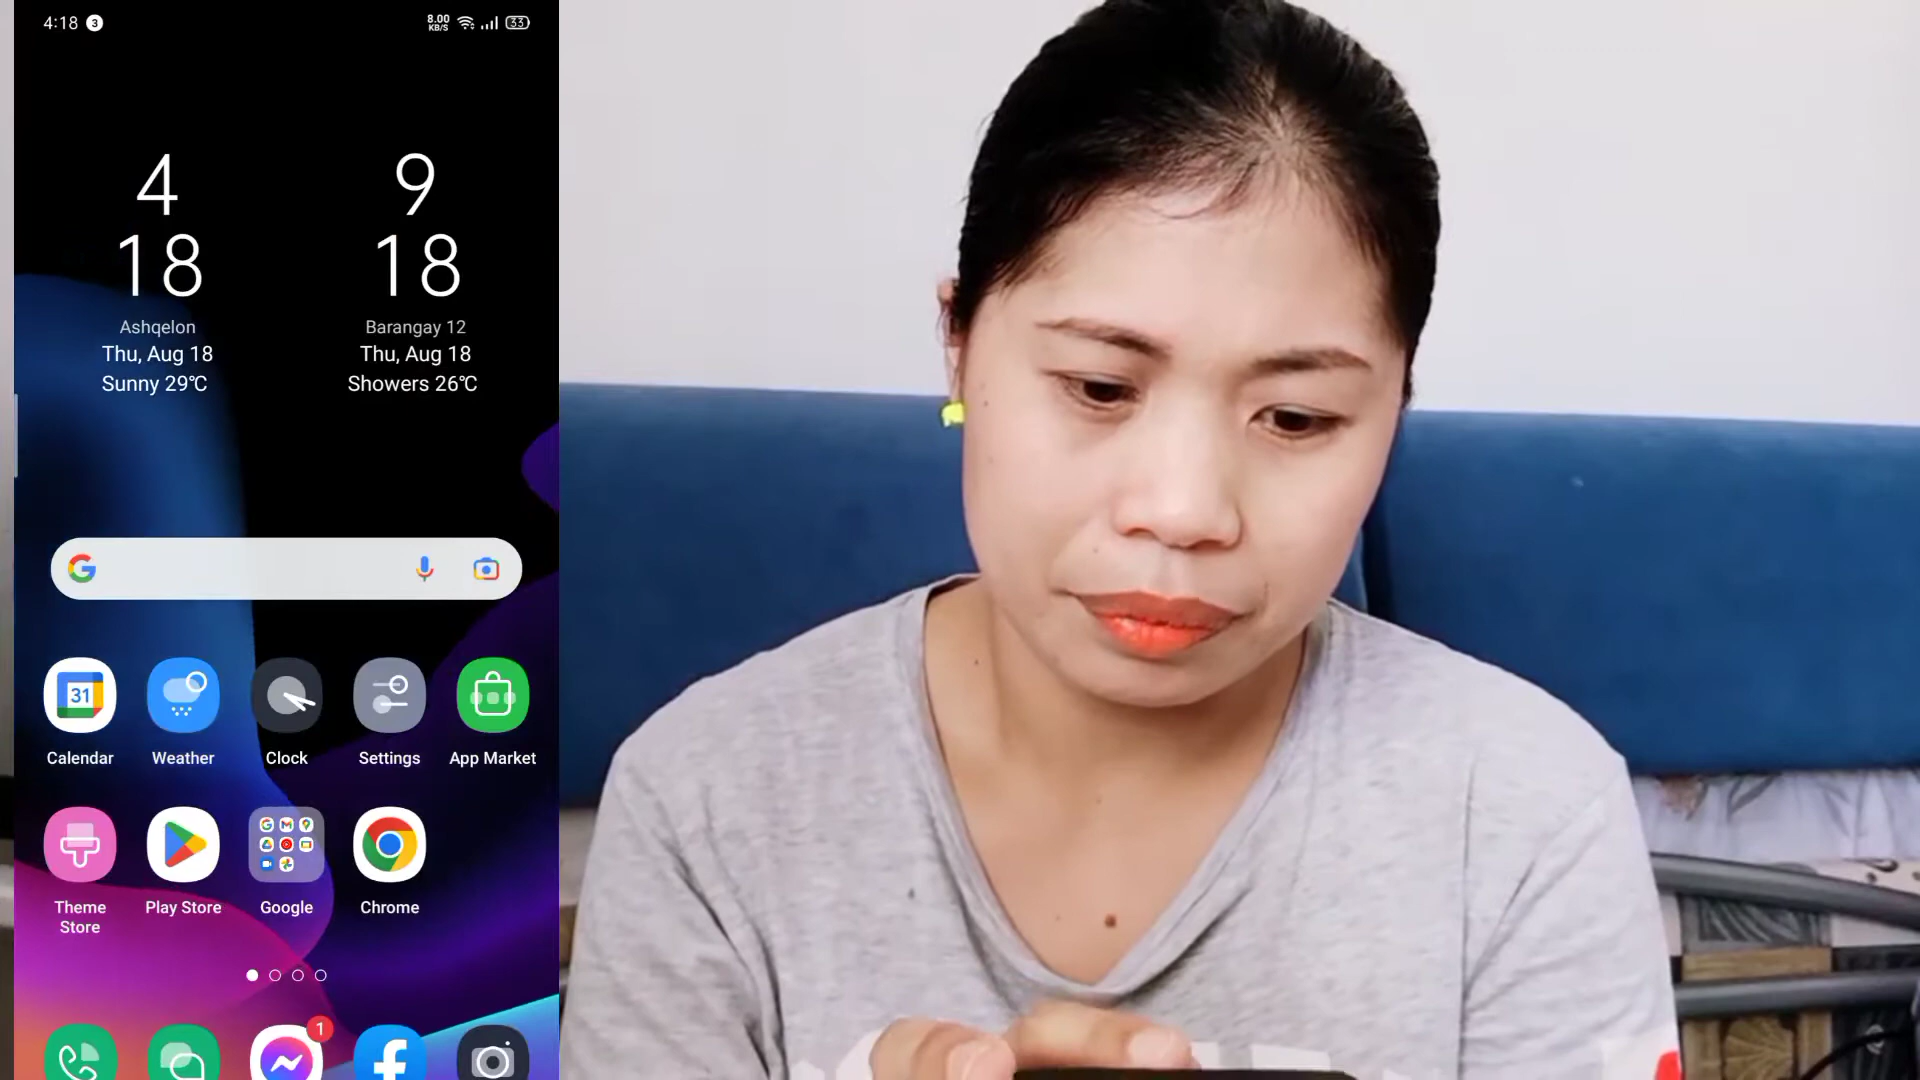 4:18 3 8.00 KB/S 33
4 9
18 18
Ashqelon Barangay 12
Thu, Aug 18 Thu, Aug 18
Sunny 29℃ Showers 26℃
31
Calendar Weather Clock Settings App Market
Theme Store Play Store Google Chrome
1